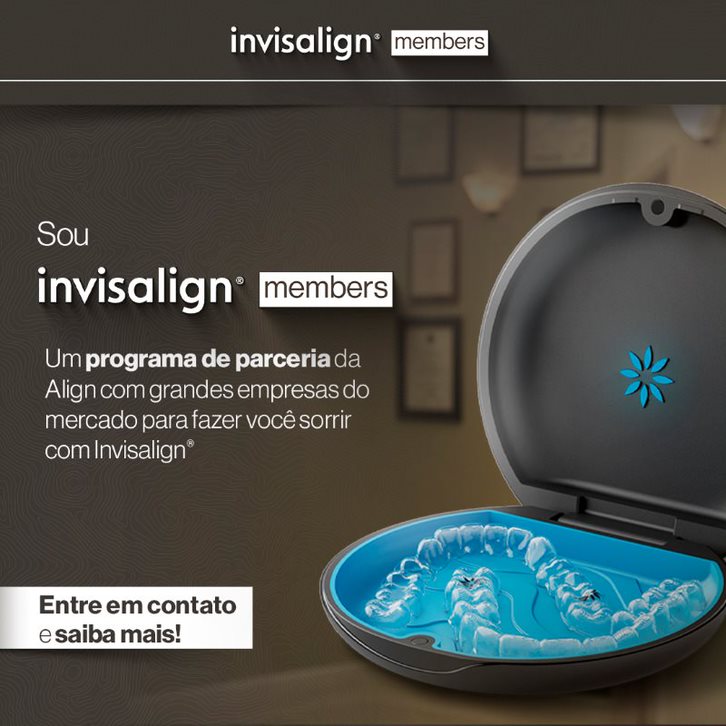 invisalign® members
Sou
invisalign® members
Um programa de parceria da
Align com grandes empresas do
mercado para fazer você sorrir
com Invisalign®
Entre em contato
e saiba mais!